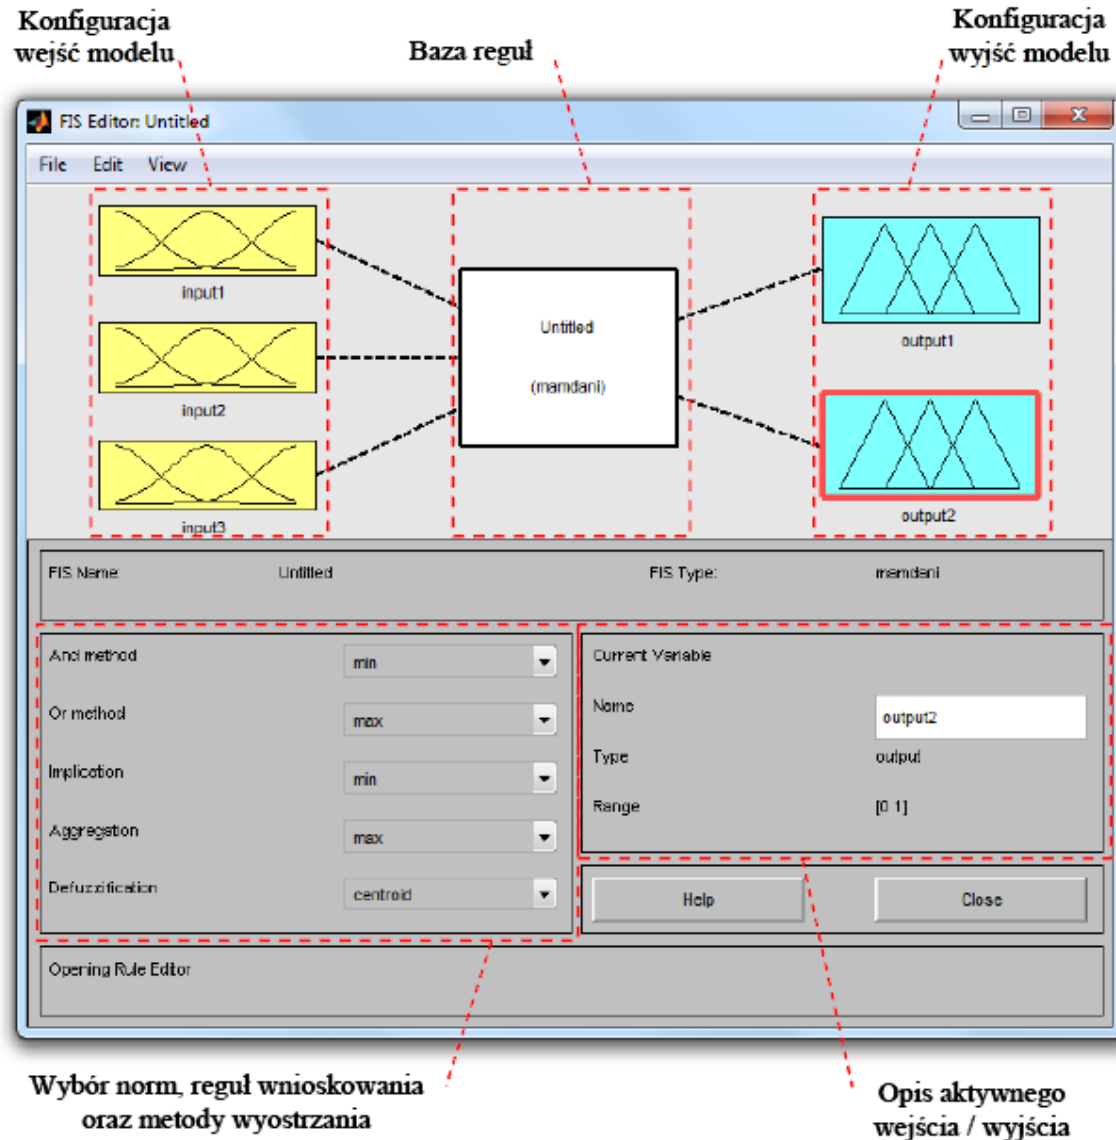 Konfiguracja
wejść modelu
Baza reguł
Konfiguracja
wyjść modelu
FIS Editor: Untitled
File Edit View
input1
input2
input3
Untitled
(mamdani)
output1
output2
FIS Name: Untitled FIS Type: mamdani
And method min
Or method max
Implication min
Aggregation max
Defuzzification centroid
Current Variable
Name output2
Type output
Range [0 1]
Help Close
Opening Rule Editor
Wybór norm, reguł wnioskowania
oraz metody wyostrzania
Opis aktywnego
wejścia / wyjścia